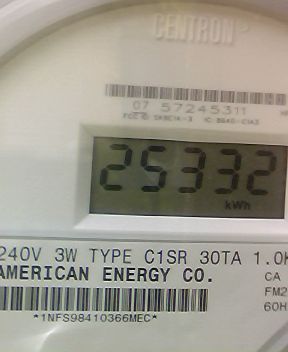 CENTRON®
07 57245311
25332
kWh
240V 3W TYPE C1SR 30TA 1.0K
AMERICAN ENERGY CO.
CA
FM2
60H
*1NFS98410366MEC*